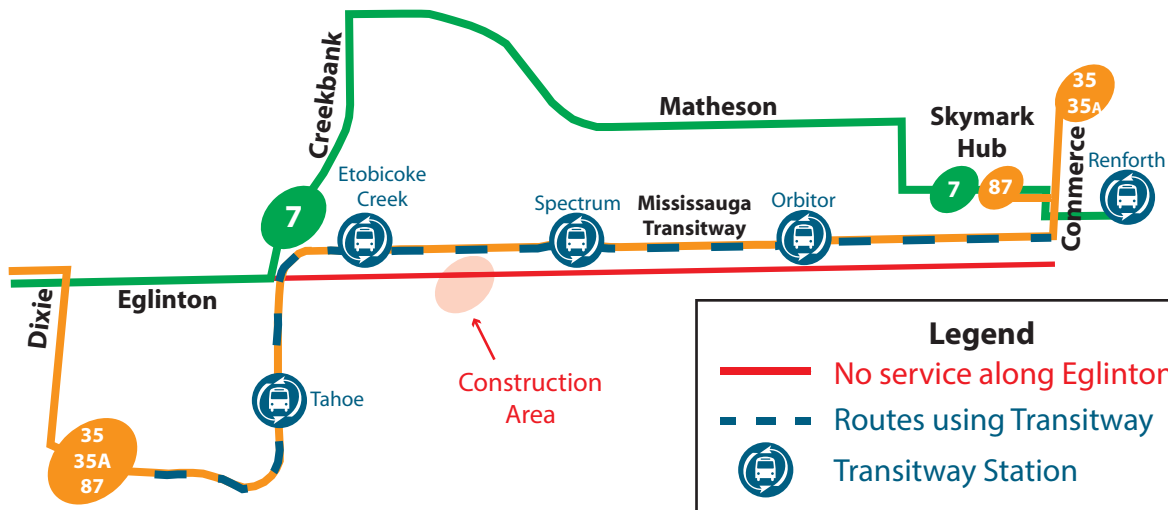 Creekbank
Matheson
Skymark
Hub
35
35A
Commerce
Renforth
7
87
7
Etobicoke
Creek
Spectrum
Mississauga
Transitway
Orbitor
Dixie
Eglinton
Construction
Area
Tahoe
35
35A
87
Legend
No service along Eglinton
Routes using Transitway
Transitway Station